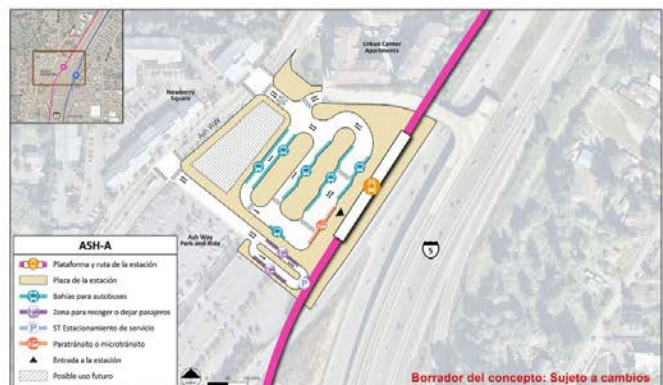 Urban Center
Apartments
Newberry
Square
Ash Way
Ash Way
Park-and-Ride
5
P
ASH-A
Plataforma y ruta de la estación
Plaza de la estación
Bahías para autobuses
Zona para recoger o dejar pasajeros
P ST Estacionamiento de servicio
Paratránsito o microtránsito
Entrada a la estación
Posible uso futuro
Borrador del concepto: Sujeto a cambios